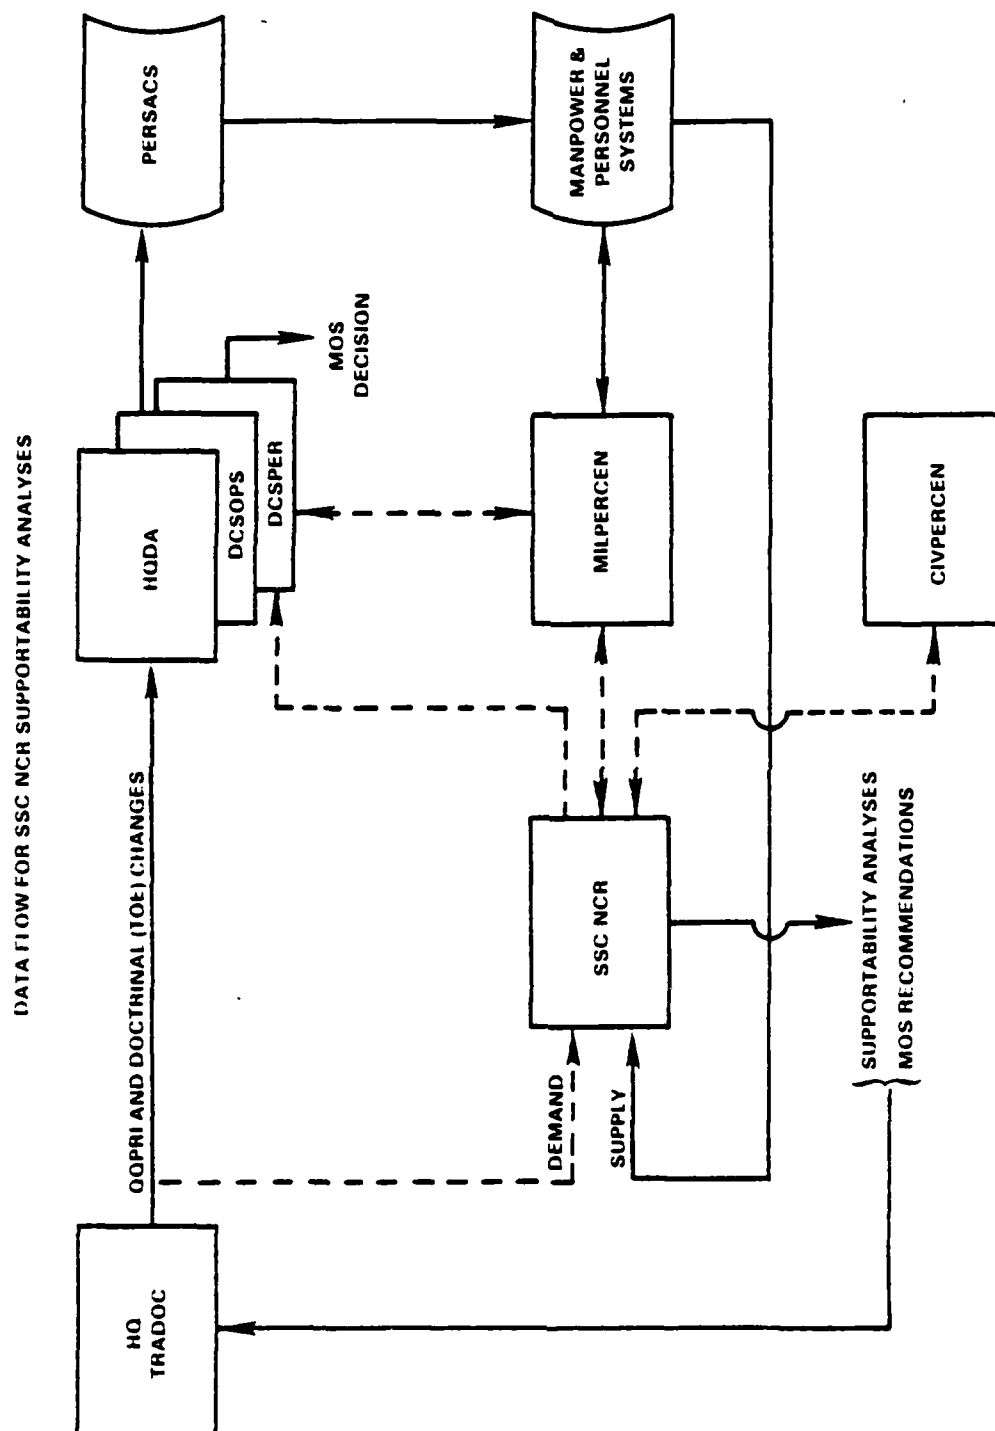 DATA FLOW FOR SSC NCR SUPPORTABILITY ANALYSES
HQ
TRADOC
QQPRI AND DOCTRINAL (TOE) CHANGES
HQDA
DCSOPS
DCSPER
MOS
DECISION
PERSACS
DEMAND
SUPPLY
SSC NCR
MILPERCEN
MANPOWER &
PERSONNEL
SYSTEMS
SUPPORTABILITY ANALYSES
MOS RECOMMENDATIONS
CIVPERCEN